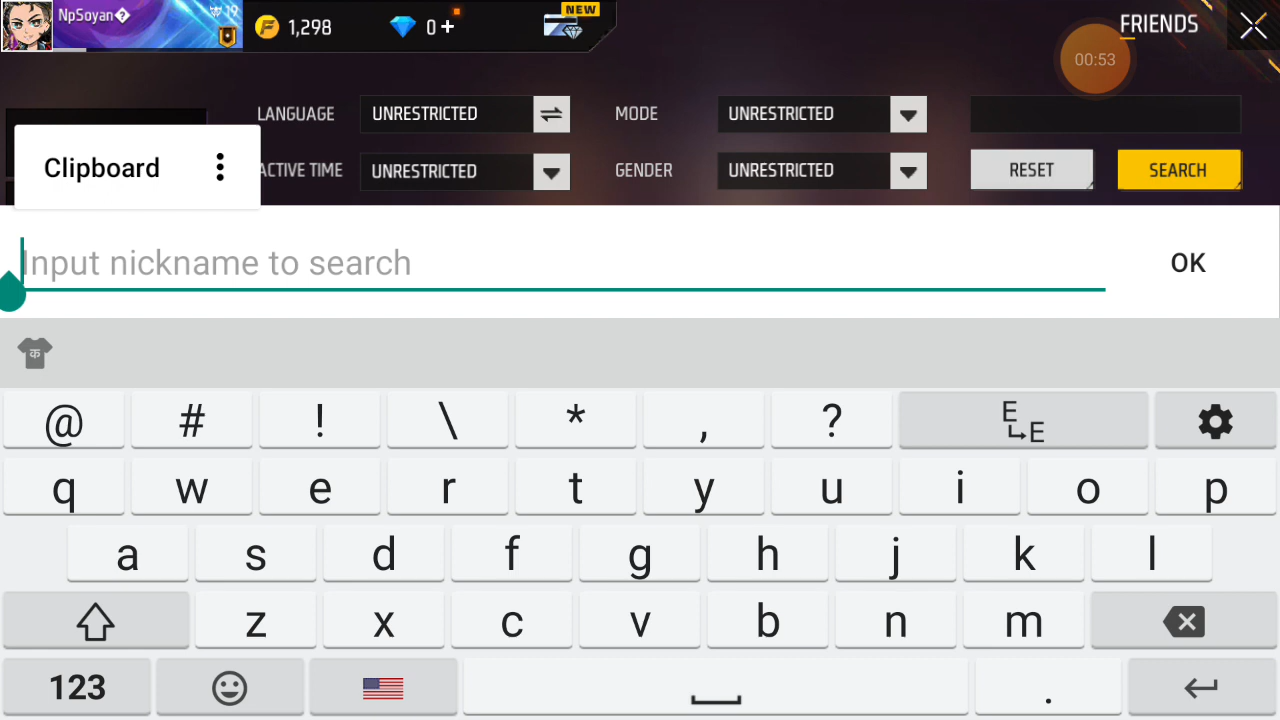 NpSoyan�
19
1,298
0+
NEW
FRIENDS
00:53
LANGUAGE
UNRESTRICTED
MODE
UNRESTRICTED
Clipboard
ACTIVE TIME
UNRESTRICTED
GENDER
UNRESTRICTED
RESET
SEARCH
Input nickname to search
OK
क
@ # ! \ * , ? E E
q w e r t y u i o p
a s d f g h j k l
z x c v b n m
123 .